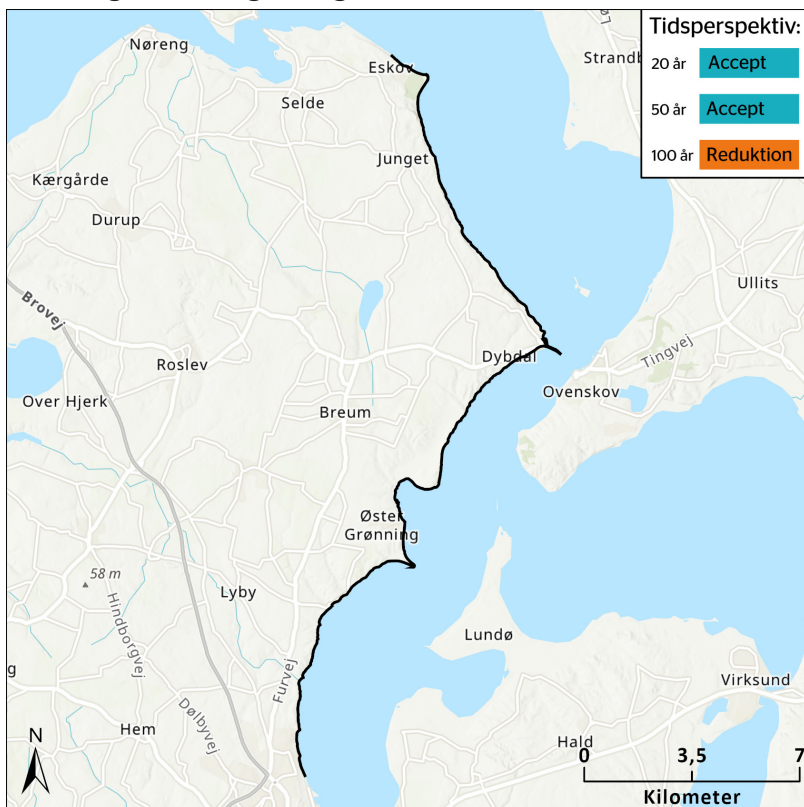 Tidsperspektiv:
20 år Accept
50 år Accept
100 år Reduktion
Nøreng
Eskov
Strandb
Selde
Junget
Kærgårde
Durup
Ullits
Brovej
Tingvej
Roslev
Dybdal
Ovenskov
Over Hjerk
Breum
Øster
Grønning
58 m
Lyby
Hindborgvej
Lundø
Furvej
Virksund
g
Dølbyvej
Hem
Hald
N
0 3,5 7
Kilometer